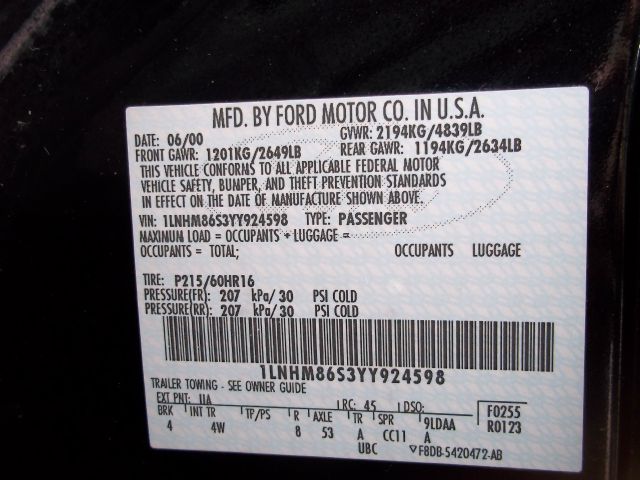 MFD. BY FORD MOTOR CO. IN U.S.A.
DATE: 06/00 GVWR: 2194KG/4839LB
FRONT GAWR: 1201KG/2649LB REAR GAWR: 1194KG/2634LB
THIS VEHICLE CONFORMS TO ALL APPLICABLE FEDERAL MOTOR
VEHICLE SAFETY, BUMPER, AND THEFT PREVENTION STANDARDS
IN EFFECT ON THE DATE OF MANUFACTURE SHOWN ABOVE.
VIN: 1LNHM86S3YY924598 TYPE: PASSENGER
MAXIMUM LOAD = OCCUPANTS + LUGGAGE =
OCCUPANTS = TOTAL; OCCUPANTS LUGGAGE
TIRE: P215/60HR16
PRESSURE(FR): 207 kPa/30 PSI COLD
PRESSURE(RR): 207 kPa/30 PSI COLD
1LNHM86S3YY924598
TRAILER TOWING - SEE OWNER GUIDE
EXT PNT: UA RC: 45 DSO: F0255
BRK INT TR TP/PS R AXLE TR SPR 9LDAA R0123
4 4W 8 53 A CC11 A
UBC ▽F8DB-5420472-AB